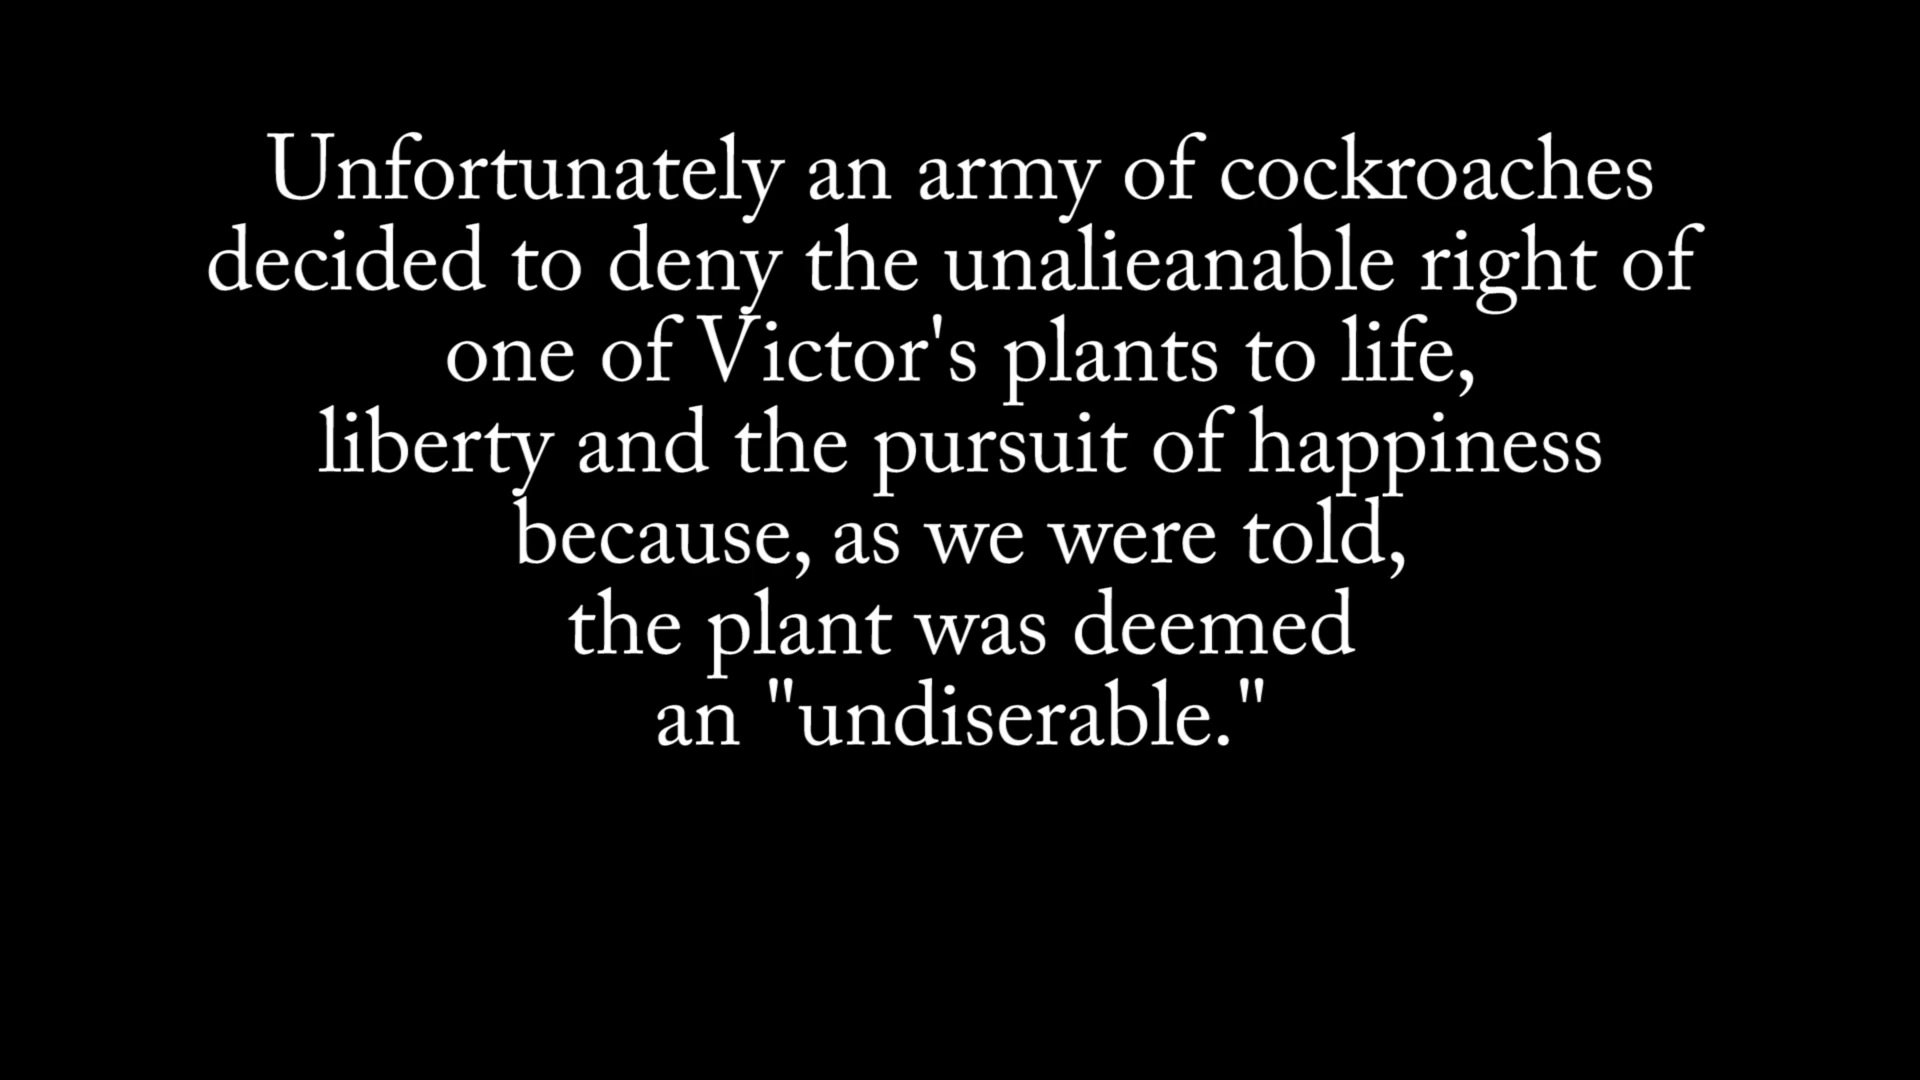 Unfortunately an army of cockroaches
decided to deny the unalieanable right of
one of Victor's plants to life,
liberty and the pursuit of happiness
because, as we were told,
the plant was deemed
an "undiserable."